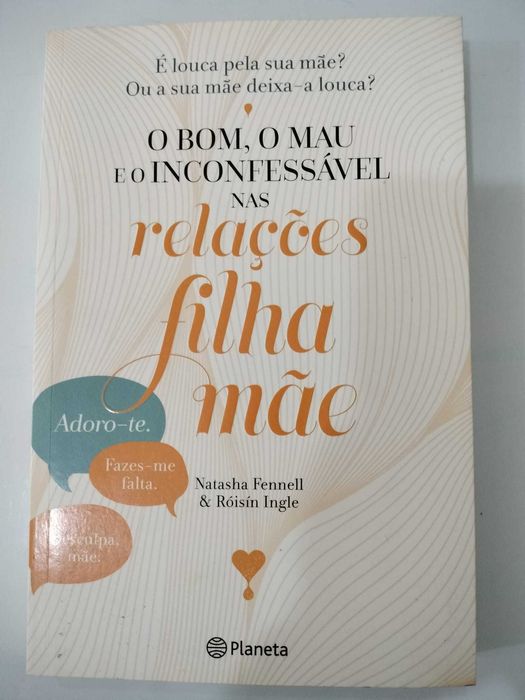 É louca pela sua mãe?
Ou a sua mãe deixa-a louca?
O BOM, O MAU
E O INCONFESSÁVEL
NAS
relações
filha
mãe
Adoro-te.
Fazes-me
falta.
Desculpa,
mãe.
Natasha Fennell
& Róisín Ingle
Planeta